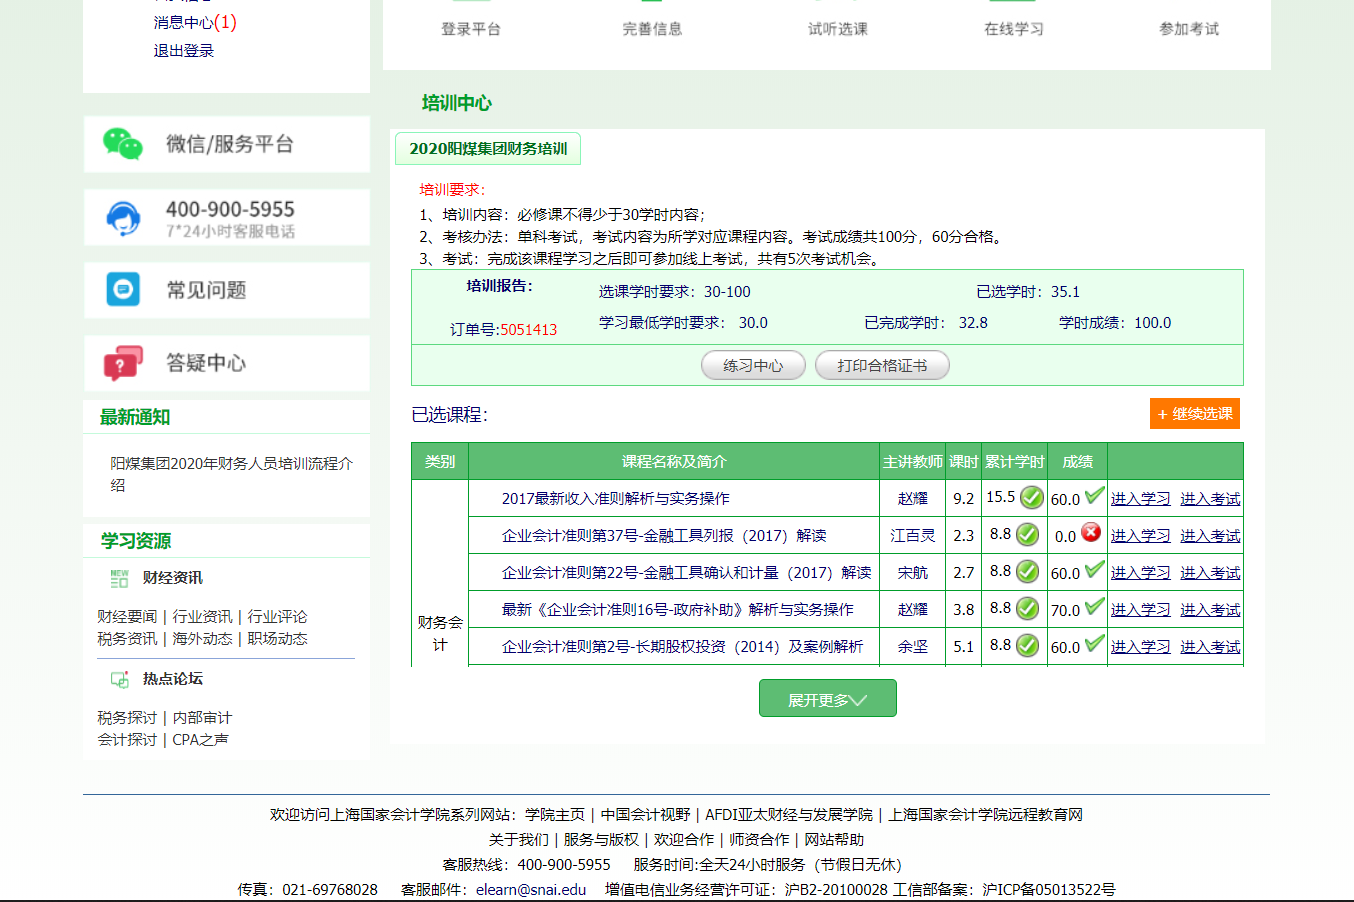 消息中心(1)
退出登录
登录平台
完善信息
试听选课
在线学习
参加考试
微信/服务平台
400-900-5955
7*24小时客服电话
常见问题
答疑中心
最新通知
阳煤集团2020年财务人员培训流程介
绍
学习资源
NEW
财经资讯
财经要闻 | 行业资讯 | 行业评论
税务资讯 | 海外动态 | 职场动态
热点论坛
税务探讨 | 内部审计
会计探讨 | CPA之声
培训中心
2020阳煤集团财务培训
培训要求：
1、培训内容：必修课不得少于30学时内容；
2、考核办法：单科考试，考试内容为所学对应课程内容。考试成绩共100分，60分合格。
3、考试：完成该课程学习之后即可参加线上考试，共有5次考试机会。
培训报告：
选课学时要求：30-100
已选学时：35.1
订单号:5051413
学习最低学时要求： 30.0
已完成学时： 32.8
学时成绩：100.0
练习中心
打印合格证书
已选课程：
+ 继续选课
类别 课程名称及简介 主讲教师 课时 累计学时 成绩
财务会
计
2017最新收入准则解析与实务操作 赵耀 9.2 15.5 60.0 进入学习 进入考试
企业会计准则第37号-金融工具列报（2017）解读 江百灵 2.3 8.8 0.0 进入学习 进入考试
企业会计准则第22号-金融工具确认和计量（2017）解读 宋航 2.7 8.8 60.0 进入学习 进入考试
最新《企业会计准则16号-政府补助》解析与实务操作 赵耀 3.8 8.8 70.0 进入学习 进入考试
企业会计准则第2号-长期股权投资（2014）及案例解析 余坚 5.1 8.8 60.0 进入学习 进入考试
展开更多
欢迎访问上海国家会计学院系列网站：学院主页 | 中国会计视野 | AFDI亚太财经与发展学院 | 上海国家会计学院远程教育网
关于我们 | 服务与版权 | 欢迎合作 | 师资合作 | 网站帮助
客服热线：400-900-5955 服务时间:全天24小时服务（节假日无休）
传真：021-69768028 客服邮件：elearn@snai.edu 增值电信业务经营许可证：沪B2-20100028 工信部备案：沪ICP备05013522号